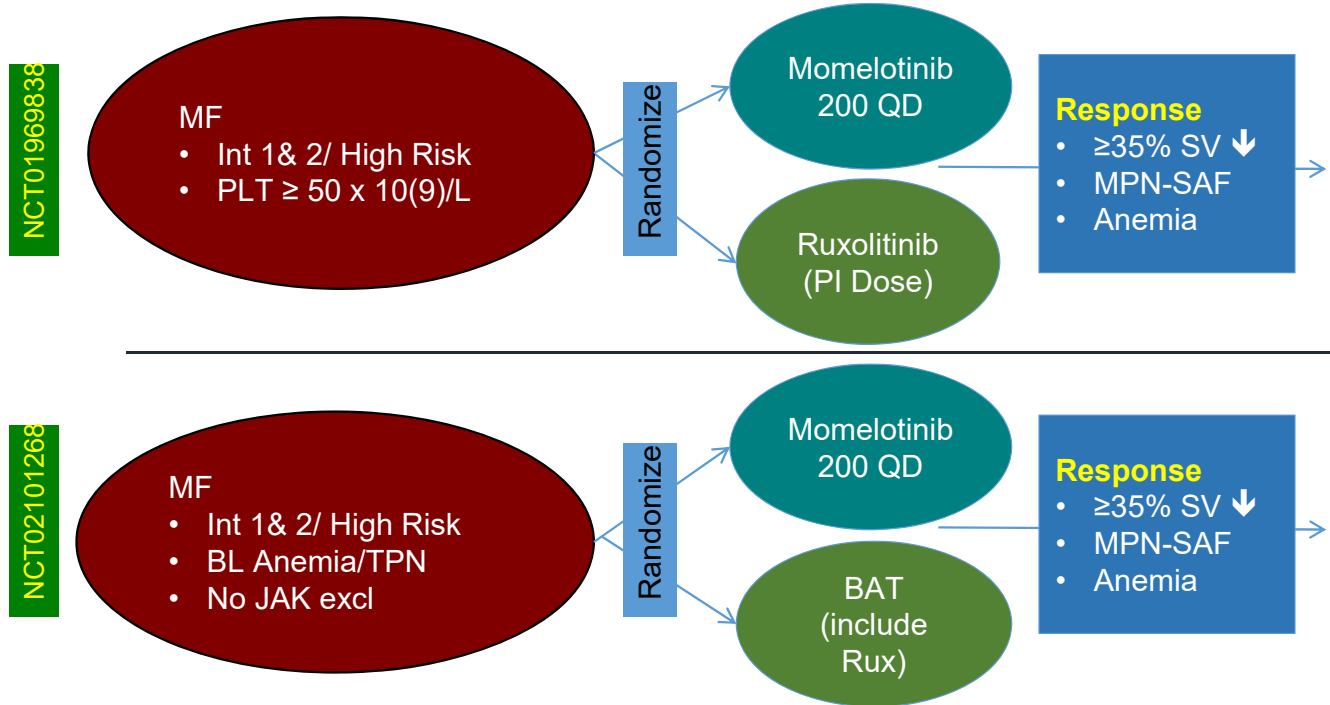 NCT01969838
MF
• Int 1& 2/ High Risk
• PLT ≥ 50 x 10(9)/L
Randomize
Momelotinib
200 QD
Ruxolitinib
(PI Dose)
Response
• ≥35% SV 🡻
• MPN-SAF
• Anemia
NCT02101268
MF
• Int 1& 2/ High Risk
• BL Anemia/TPN
• No JAK excl
Randomize
Momelotinib
200 QD
BAT
(include
Rux)
Response
• ≥35% SV 🡻
• MPN-SAF
• Anemia